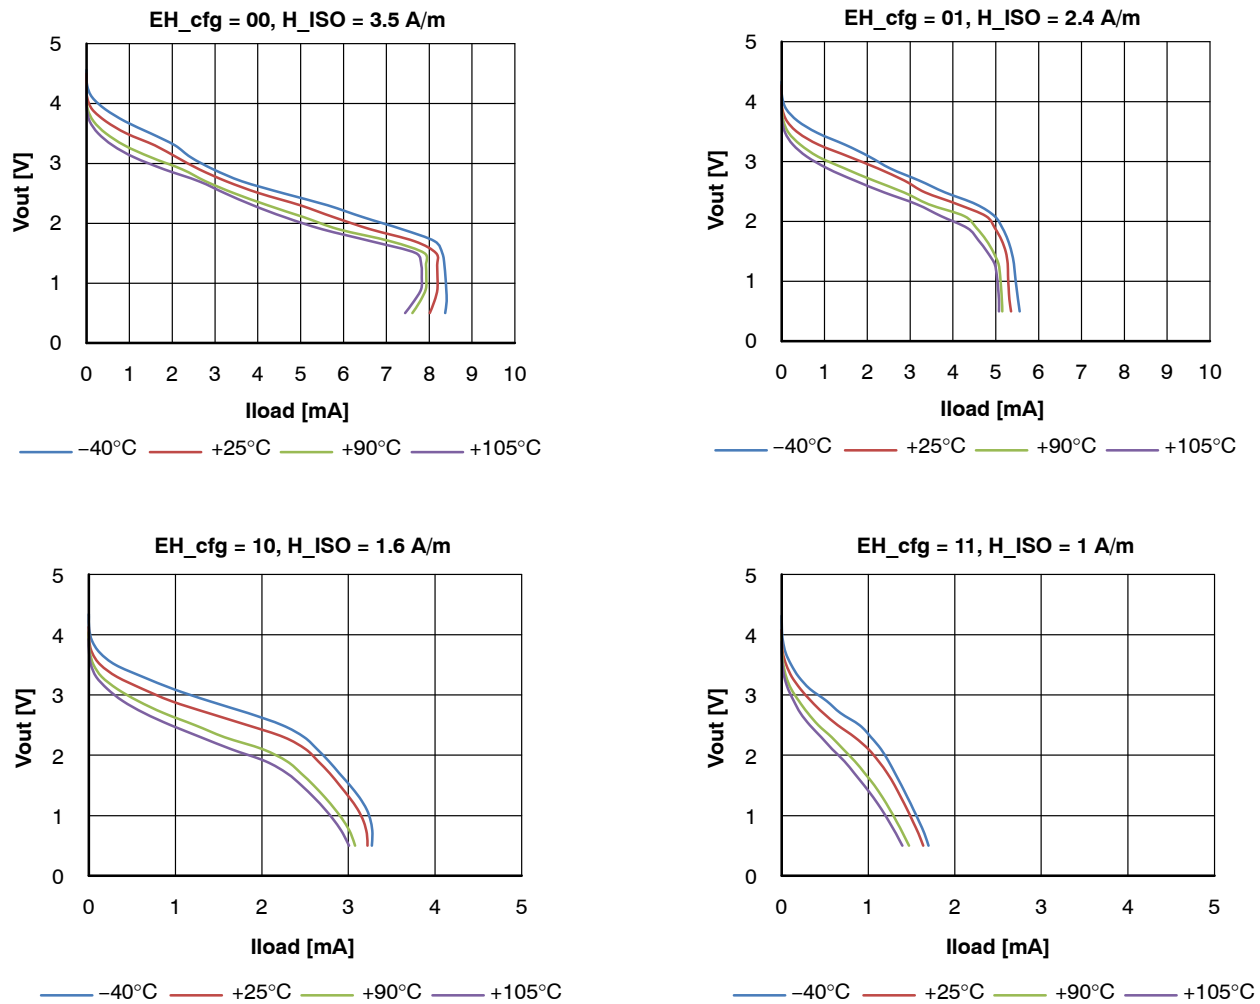 EH_cfg = 00, H_ISO = 3.5 A/m
5
4
3
2
1
0
Vout [V]
0 1 2 3 4 5 6 7 8 9 10
Iload [mA]
−40°C +25°C +90°C +105°C
EH_cfg = 01, H_ISO = 2.4 A/m
5
4
3
2
1
0
Vout [V]
0 1 2 3 4 5 6 7 8 9 10
Iload [mA]
−40°C +25°C +90°C +105°C
EH_cfg = 10, H_ISO = 1.6 A/m
5
4
3
2
1
0
Vout [V]
0 1 2 3 4 5
Iload [mA]
−40°C +25°C +90°C +105°C
EH_cfg = 11, H_ISO = 1 A/m
5
4
3
2
1
0
Vout [V]
0 1 2 3 4 5
Iload [mA]
−40°C +25°C +90°C +105°C